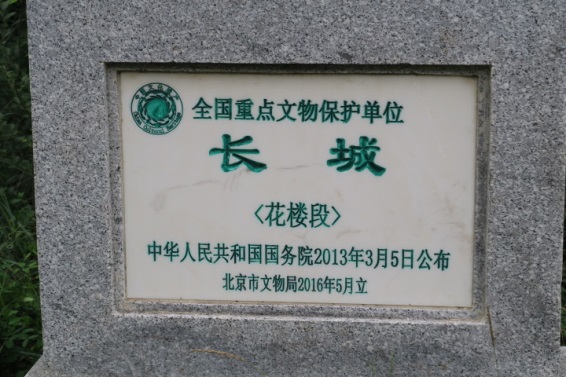 全国重点文物保护单位
长城
〈花楼段〉
中华人民共和国国务院2013年3月5日公布
北京市文物局2016年5月立